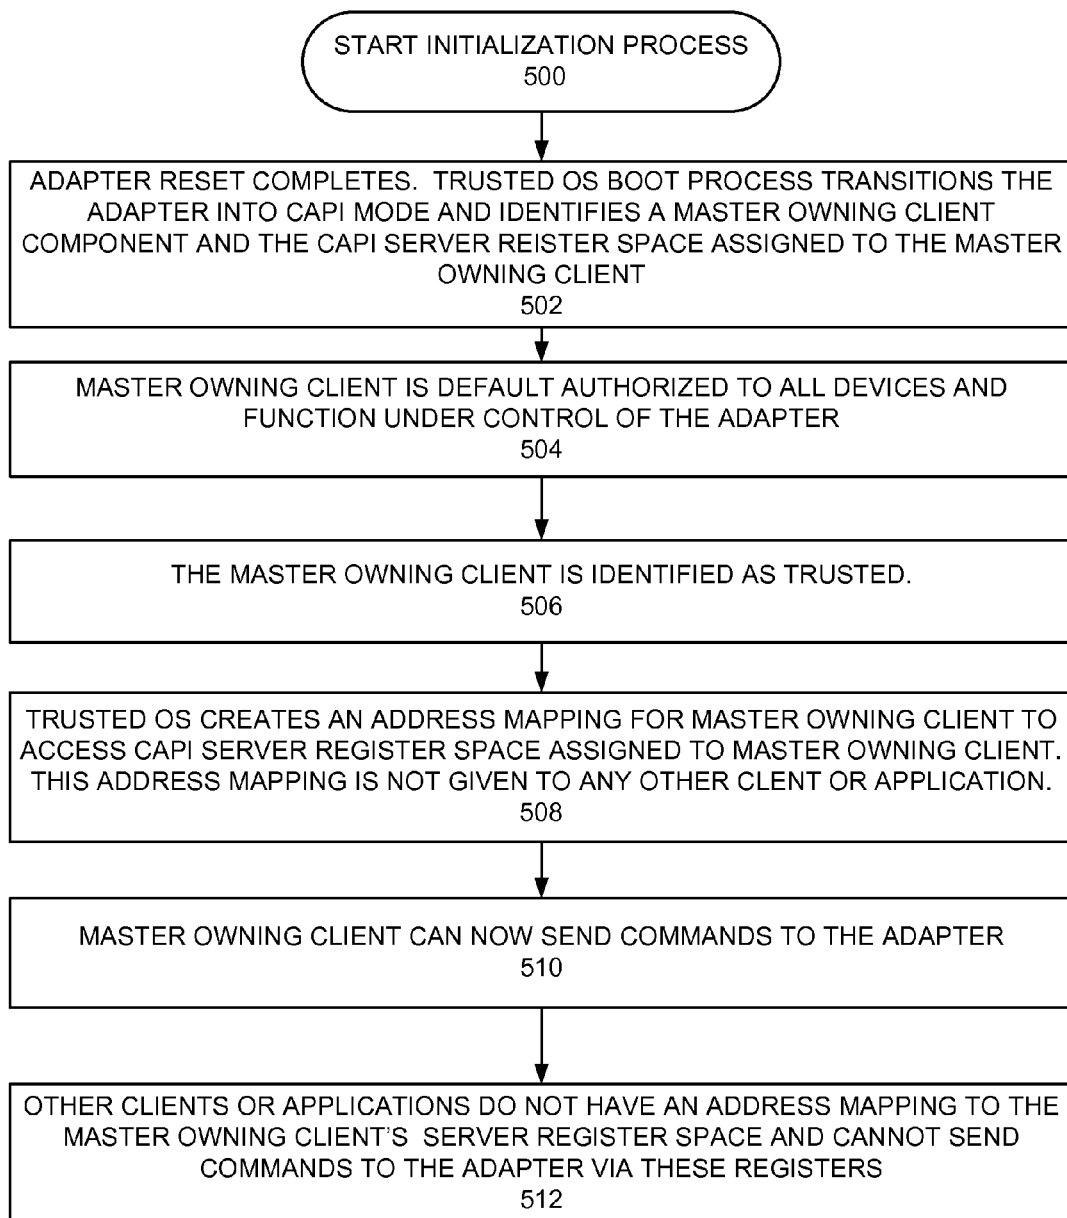 START INITIALIZATION PROCESS
500
ADAPTER RESET COMPLETES. TRUSTED OS BOOT PROCESS TRANSITIONS THE
ADAPTER INTO CAPI MODE AND IDENTIFIES A MASTER OWNING CLIENT
COMPONENT AND THE CAPI SERVER REISTER SPACE ASSIGNED TO THE MASTER
OWNING CLIENT
502
MASTER OWNING CLIENT IS DEFAULT AUTHORIZED TO ALL DEVICES AND
FUNCTION UNDER CONTROL OF THE ADAPTER
504
THE MASTER OWNING CLIENT IS IDENTIFIED AS TRUSTED.
506
TRUSTED OS CREATES AN ADDRESS MAPPING FOR MASTER OWNING CLIENT TO
ACCESS CAPI SERVER REGISTER SPACE ASSIGNED TO MASTER OWNING CLIENT.
THIS ADDRESS MAPPING IS NOT GIVEN TO ANY OTHER CLENT OR APPLICATION.
508
MASTER OWNING CLIENT CAN NOW SEND COMMANDS TO THE ADAPTER
510
OTHER CLIENTS OR APPLICATIONS DO NOT HAVE AN ADDRESS MAPPING TO THE
MASTER OWNING CLIENT'S SERVER REGISTER SPACE AND CANNOT SEND
COMMANDS TO THE ADAPTER VIA THESE REGISTERS
512